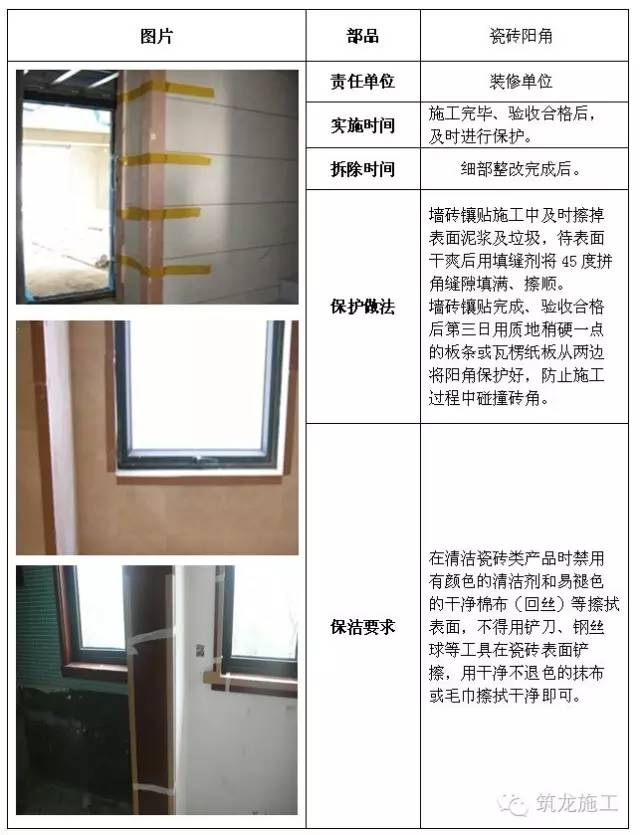 图片
部品
瓷砖阳角
责任单位
装修单位
实施时间
施工完毕、验收合格后，
及时进行保护。
拆除时间
细部整改完成后。
保护做法
墙砖镶贴施工中及时擦掉
表面泥浆及垃圾，待表面
干爽后用填缝剂将 45 度拼
角缝隙填满、擦顺。
墙砖镶贴完成、验收合格
后第三日用质地稍硬一点
的板条或瓦楞纸板从两边
将阳角保护好，防止施工
过程中碰撞砖角。
保洁要求
在清洁瓷砖类产品时禁用
有颜色的清洁剂和易褪色
的干净棉布（回丝）等擦拭
表面，不得用铲刀、钢丝
球等工具在瓷砖表面铲
擦，用干净不退色的抹布
或毛巾擦拭干净即可。
筑龙施工